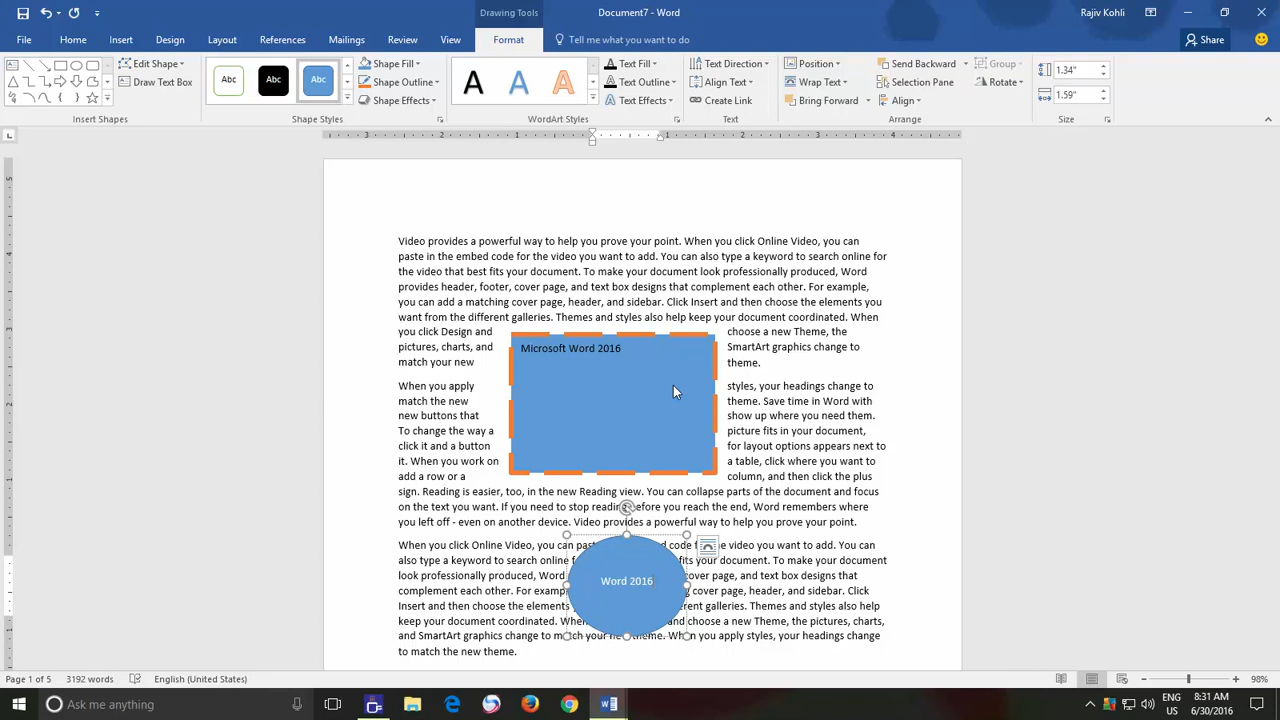 Drawing Tools
Document7 - Word
Rajiv Kohli
File Home Insert Design Layout References Mailings Review View Format Tell me what you want to do Share
Edit Shape
Draw Text Box
Insert Shapes
Abc Abc Abc
Shape Fill
Shape Outline
Shape Effects
Shape Styles
A A A
Text Fill
Text Outline
Text Effects
WordArt Styles
Text Direction
Align Text
Create Link
Text
Position
Wrap Text
Bring Forward
Send Backward
Selection Pane
Align
Group
Rotate
Arrange
1.34"
1.59"
Size
3 2 1 1 2 3 4
Video provides a powerful way to help you prove your point. When you click Online Video, you can
paste in the embed code for the video you want to add. You can also type a keyword to search online for
the video that best fits your document. To make your document look professionally produced, Word
provides header, footer, cover page, and text box designs that complement each other. For example,
you can add a matching cover page, header, and sidebar. Click Insert and then choose the elements you
want from the different galleries. Themes and styles also help keep your document coordinated. When
you click Design and choose a new Theme, the
pictures, charts, and SmartArt graphics change to
match your new theme.
Microsoft Word 2016
When you apply styles, your headings change to
match the new theme. Save time in Word with
new buttons that show up where you need them.
To change the way a picture fits in your document,
click it and a button for layout options appears next to
it. When you work on a table, click where you want to
add a row or a column, and then click the plus
sign. Reading is easier, too, in the new Reading view. You can collapse parts of the document and focus
on the text you want. If you need to stop reading before you reach the end, Word remembers where
you left off - even on another device. Video provides a powerful way to help you prove your point.
When you click Online Video, you can past d code f e video you want to add. You can
also type a keyword to search online f fits your document. To make your document
look professionally produced, Word cover page, and text box designs that
complement each other. For examp g cover page, header, and sidebar. Click
Insert and then choose the elements erent galleries. Themes and styles also help
keep your document coordinated. When and choose a new Theme, the pictures, charts,
and SmartArt graphics change to match your new theme. When you apply styles, your headings change
to match the new theme.
Word 2016
Page 1 of 5 3192 words English (United States) 98%
Ask me anything
ENG
US
8:31 AM
6/30/2016